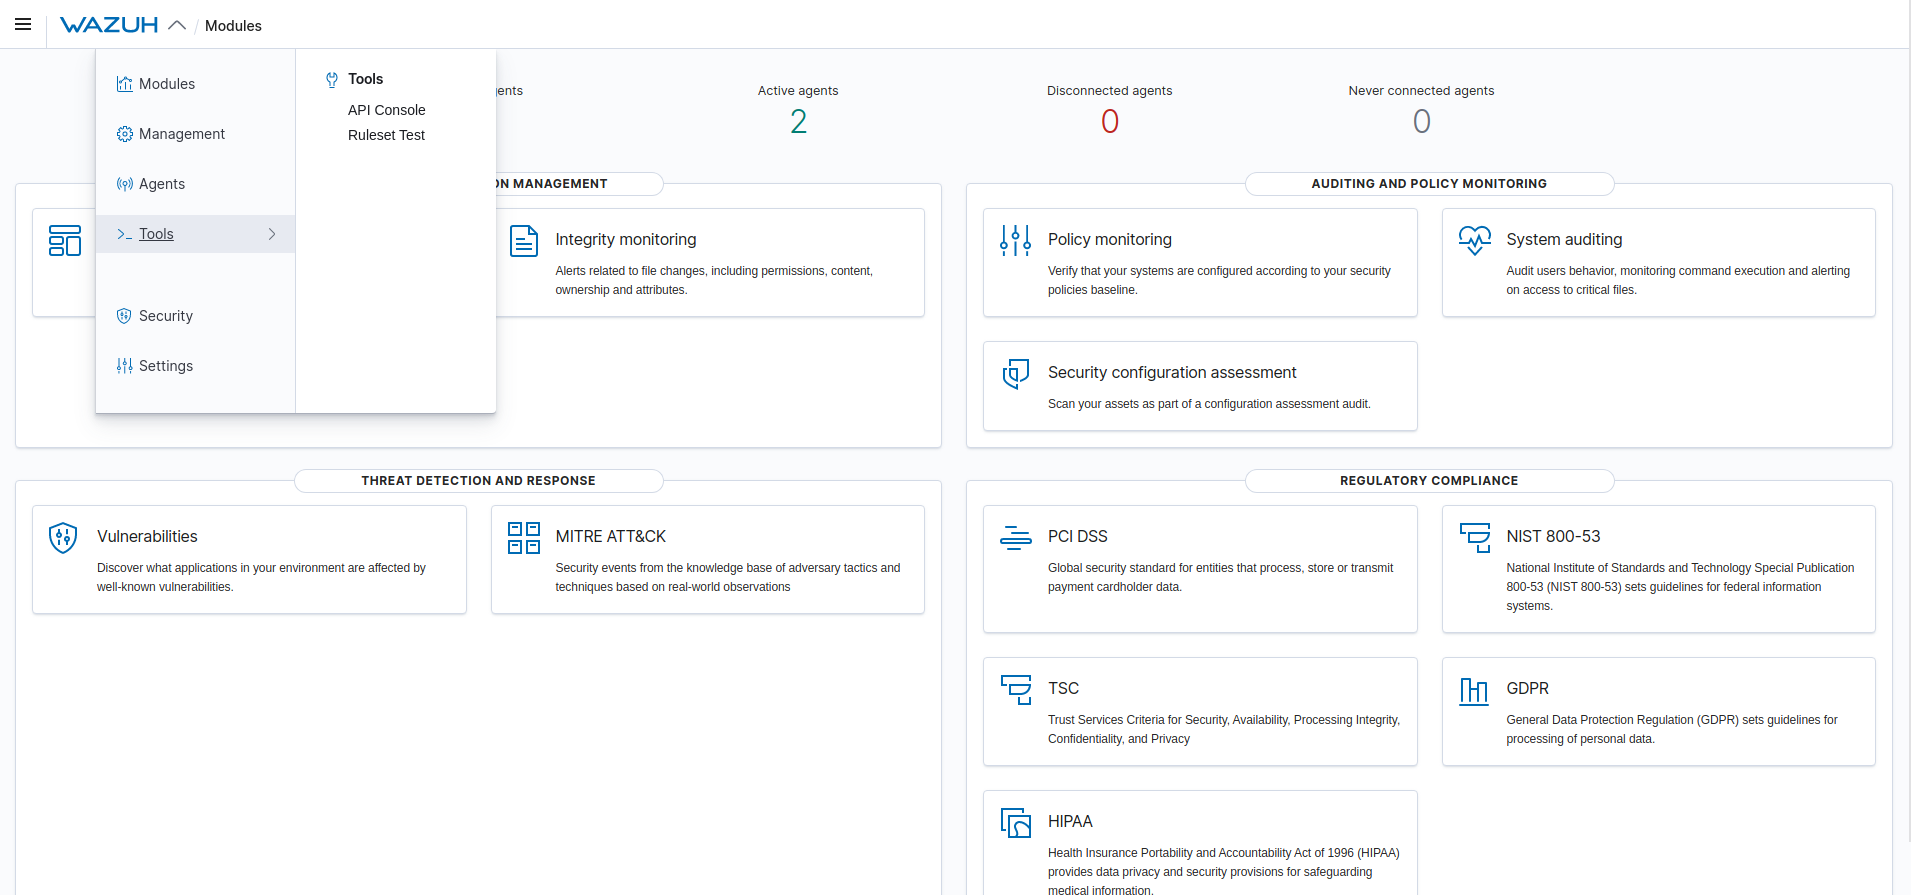 WAZUH / Modules
Modules
Management
Agents
Tools
Security
Settings
Tools
API Console
Ruleset Test
Active agents
2
Disconnected agents
0
Never connected agents
0
MANAGEMENT
Integrity monitoring
Alerts related to file changes, including permissions, content,
ownership and attributes.
AUDITING AND POLICY MONITORING
Policy monitoring
Verify that your systems are configured according to your security
policies baseline.
System auditing
Audit users behavior, monitoring command execution and alerting
on access to critical files.
Security configuration assessment
Scan your assets as part of a configuration assessment audit.
THREAT DETECTION AND RESPONSE
Vulnerabilities
Discover what applications in your environment are affected by
well-known vulnerabilities.
MITRE ATT&CK
Security events from the knowledge base of adversary tactics and
techniques based on real-world observations
REGULATORY COMPLIANCE
PCI DSS
Global security standard for entities that process, store or transmit
payment cardholder data.
NIST 800-53
National Institute of Standards and Technology Special Publication
800-53 (NIST 800-53) sets guidelines for federal information
systems.
TSC
Trust Services Criteria for Security, Availability, Processing Integrity,
Confidentiality, and Privacy
GDPR
General Data Protection Regulation (GDPR) sets guidelines for
processing of personal data.
HIPAA
Health Insurance Portability and Accountability Act of 1996 (HIPAA)
provides data privacy and security provisions for safeguarding
medical information.